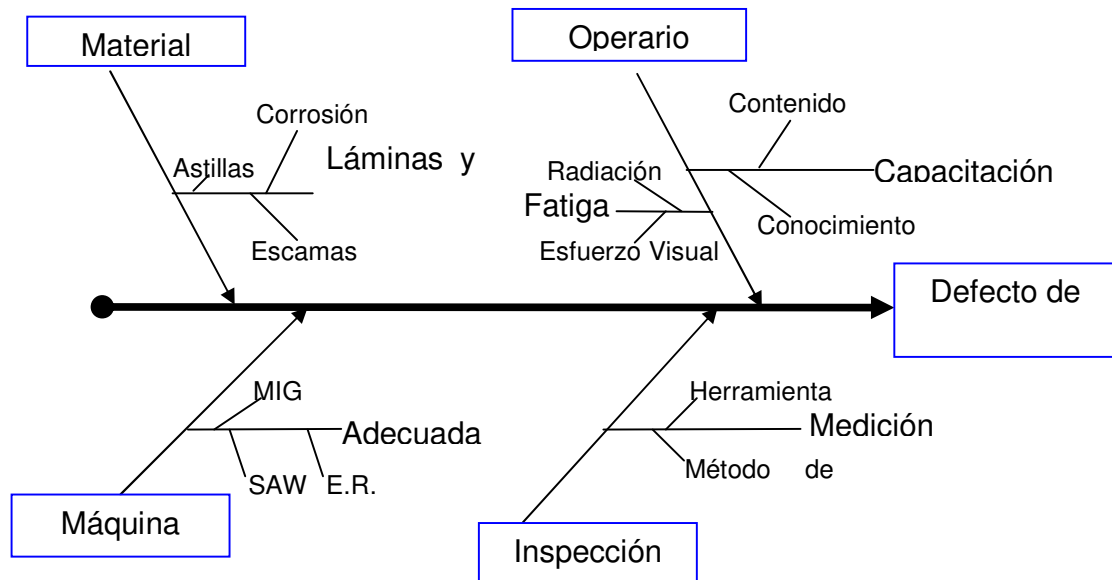 Material
Operario
Corrosión
Astillas
Láminas y
Escamas
Contenido
Radiación
Capacitación
Fatiga
Conocimiento
Esfuerzo Visual
Defecto de
MIG
Adecuada
SAW
E.R.
Herramienta
Medición
Método de
Máquina
Inspección